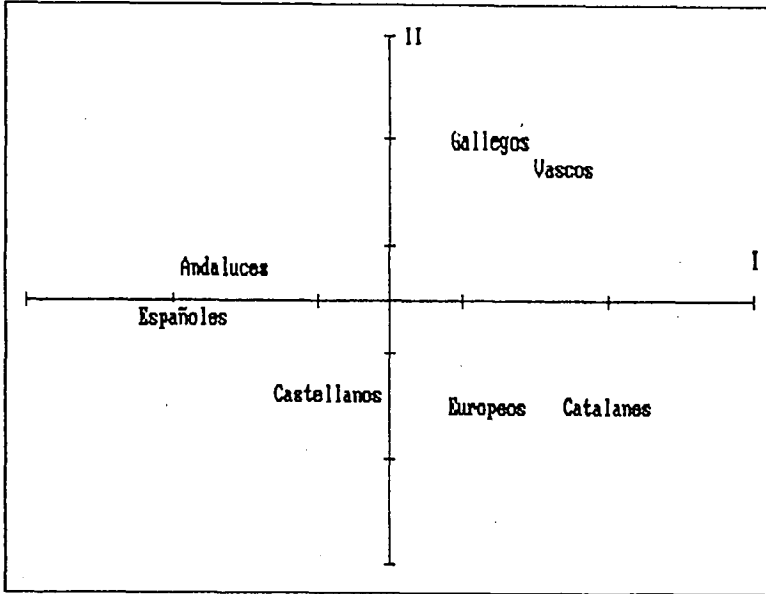 II
Gallegos
Vascos
I
Andaluces
Españoles
Castellanos
Europeos Catalanes